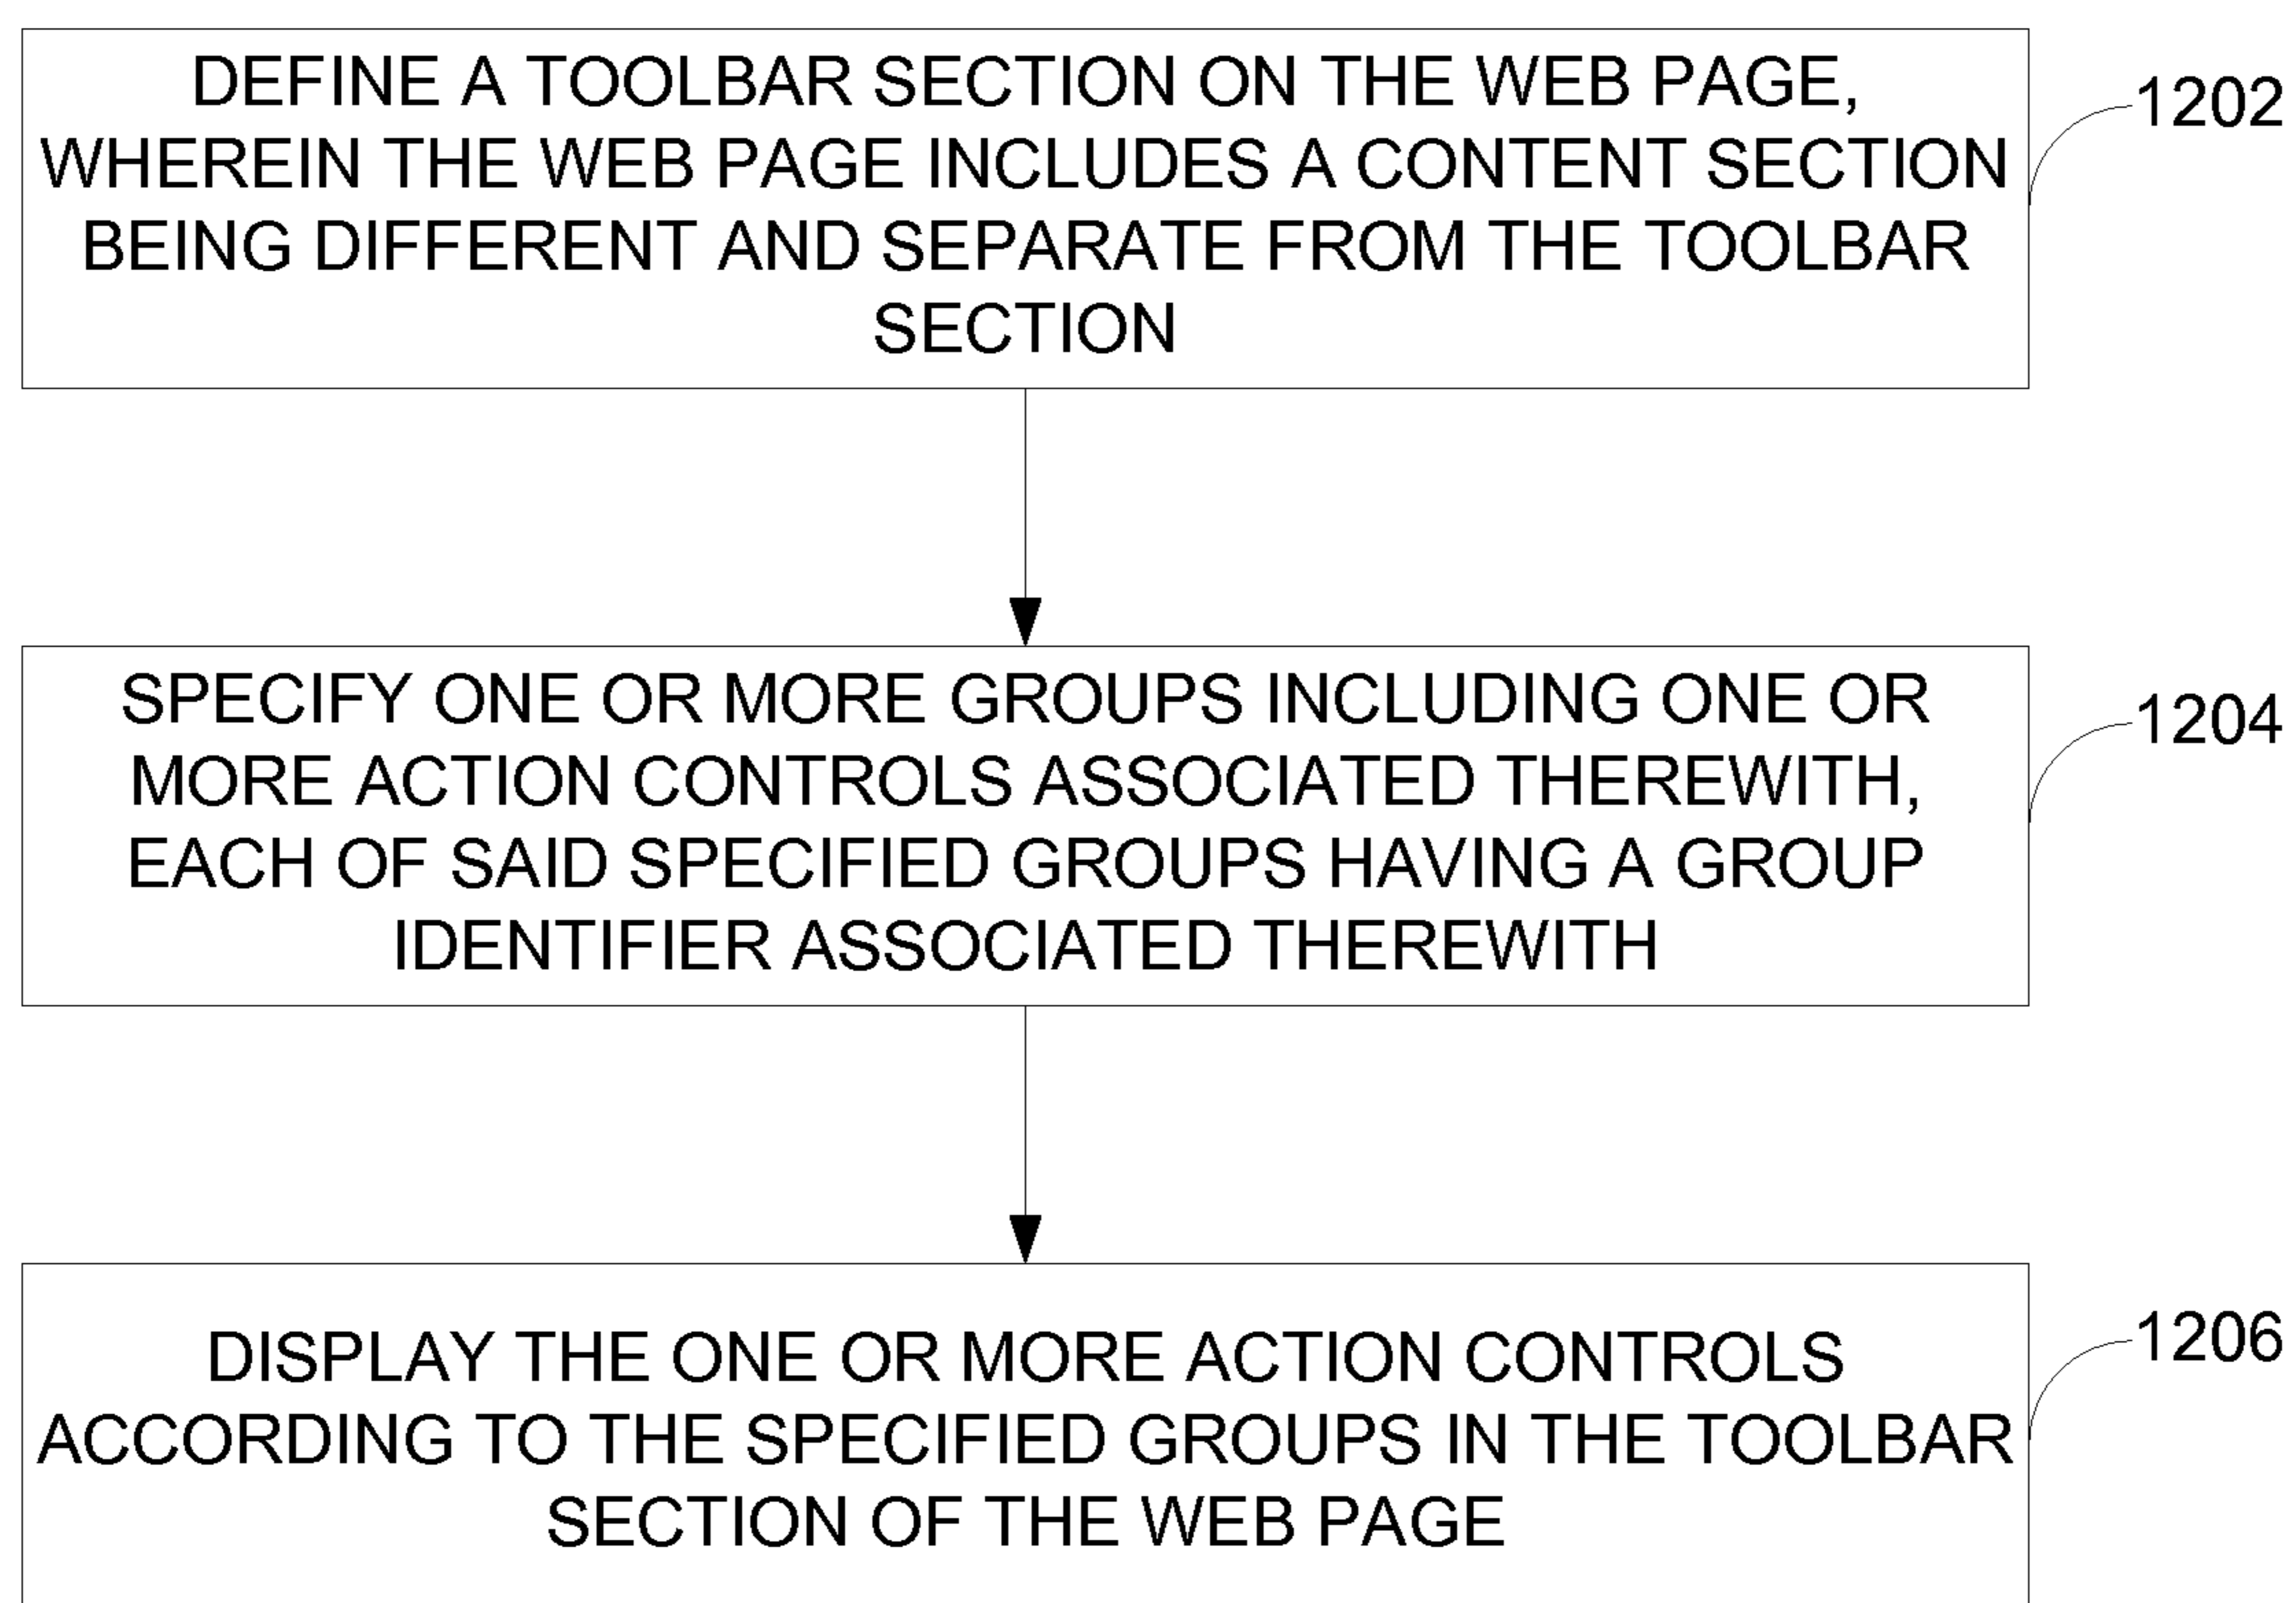 DEFINE A TOOLBAR SECTION ON THE WEB PAGE,
WHEREIN THE WEB PAGE INCLUDES A CONTENT SECTION
BEING DIFFERENT AND SEPARATE FROM THE TOOLBAR
SECTION
1202
SPECIFY ONE OR MORE GROUPS INCLUDING ONE OR
MORE ACTION CONTROLS ASSOCIATED THEREWITH,
EACH OF SAID SPECIFIED GROUPS HAVING A GROUP
IDENTIFIER ASSOCIATED THEREWITH
1204
DISPLAY THE ONE OR MORE ACTION CONTROLS
ACCORDING TO THE SPECIFIED GROUPS IN THE TOOLBAR
SECTION OF THE WEB PAGE
1206